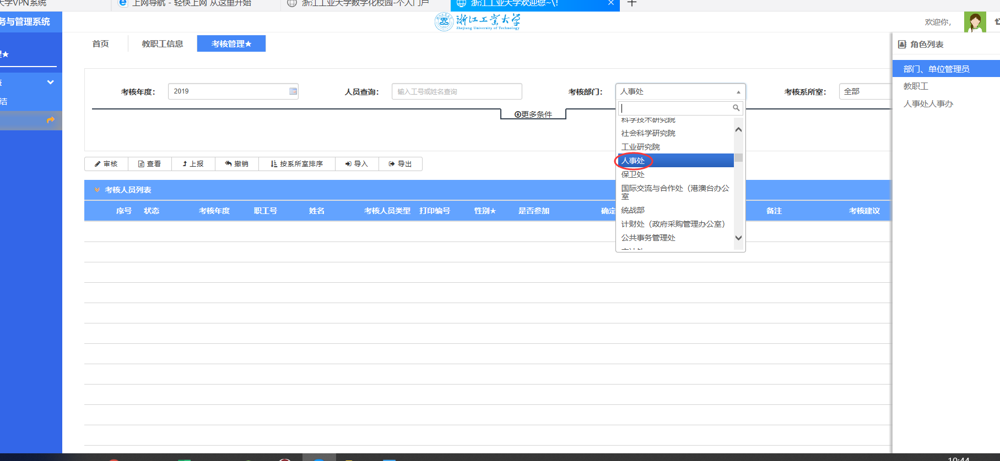 大学VPN系统
上网导航 - 轻快上网 从这里开始
浙江工业大学数字化校园-个人门户
浙江工业大学欢迎您~\!
务与管理系统
浙江工业大学
Zhejiang University of Technology
欢迎你,
理★
结
首页
教职工信息
考核管理★
角色列表
部门、单位管理员
教职工
人事处人事办
考核年度：
2019
人员查询：
输入工号或姓名查询
考核部门：
人事处
考核系所室：
全部
更多条件
科学技术研究院
社会科学研究院
工业研究院
人事处
保卫处
国际交流与合作处（港澳台办公
室
统战部
计财处（政府采购管理办公室）
公共事务管理处
审核
查看
上报
撤销
按系所室排序
导入
导出
考核人员列表
序号
状态
考核年度
职工号
姓名
考核人员类型
打印编号
性别★
是否参加
确定
备注
考核建议
10:44